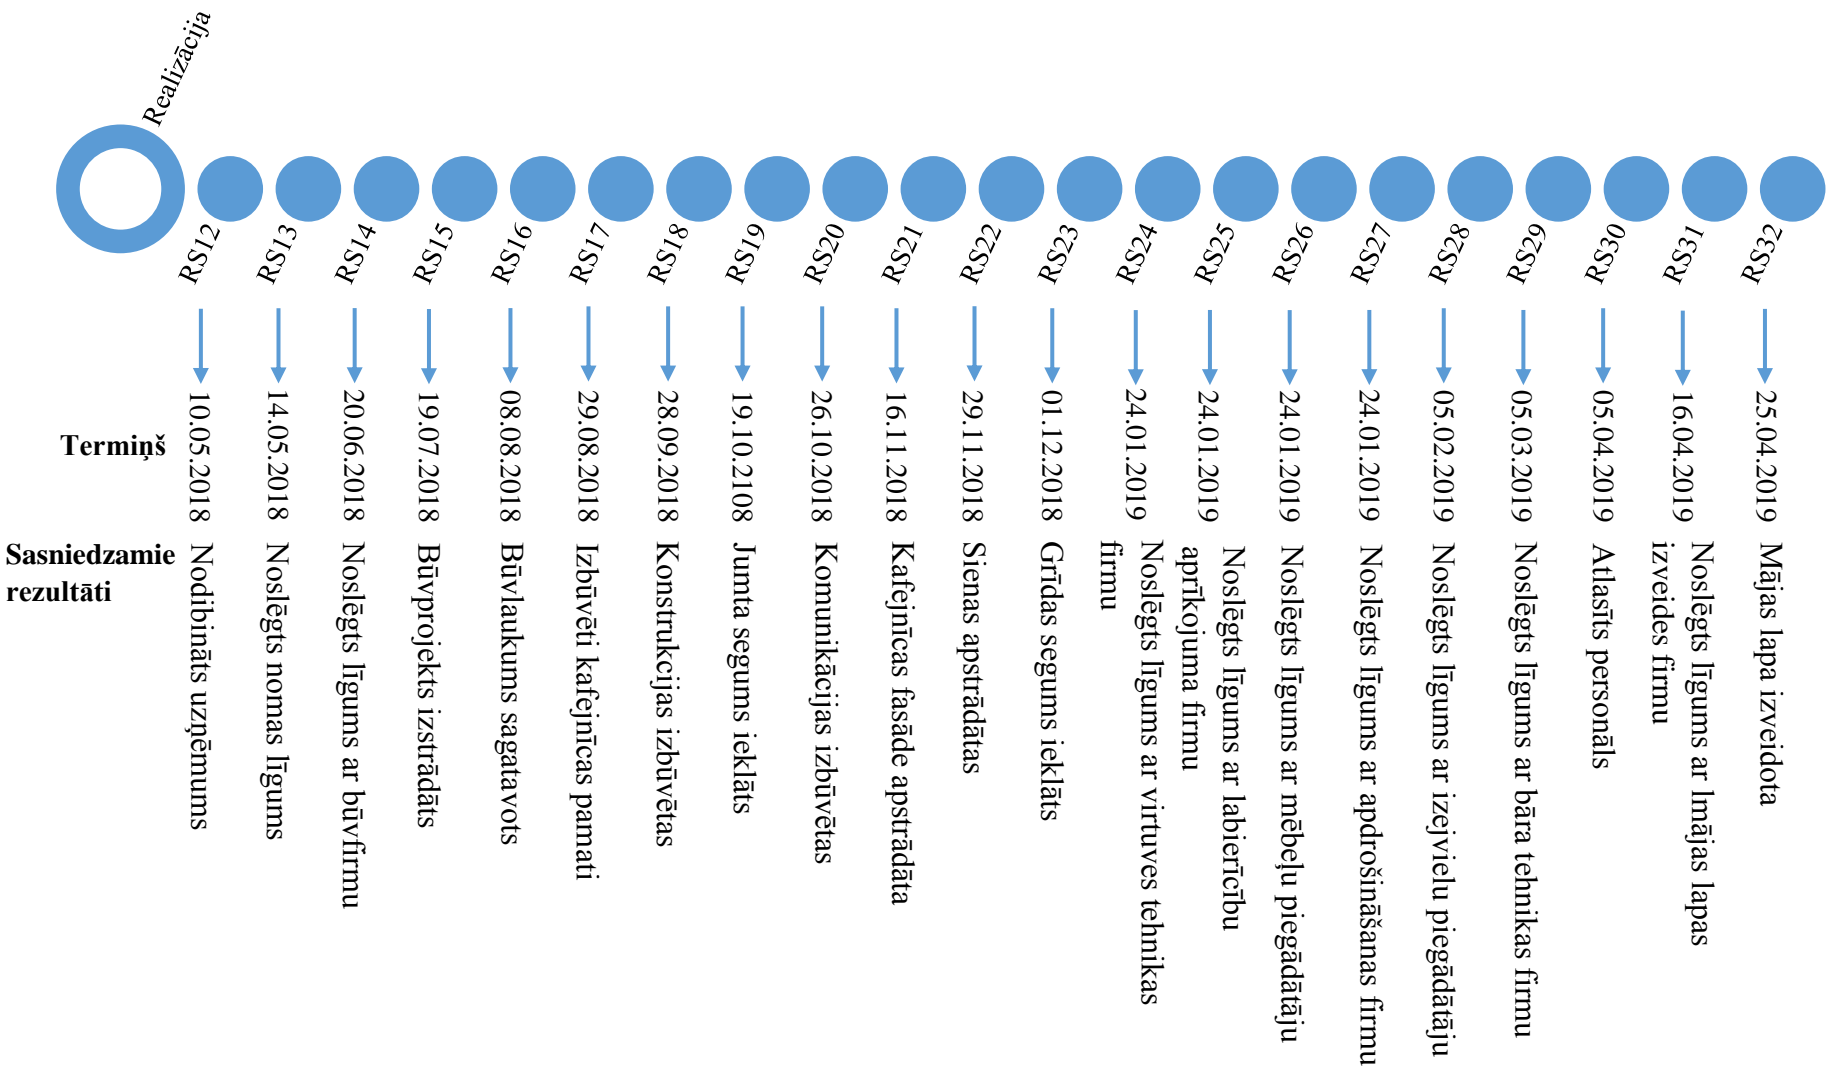 Realizācija
RS12
RS13
RS14
RS15
RS16
RS17
RS18
RS19
RS20
RS21
RS22
RS23
RS24
RS25
RS26
RS27
RS28
RS29
RS30
RS31
RS32
Termiņš
10.05.2018
14.05.2018
20.06.2018
19.07.2018
08.08.2018
29.08.2018
28.09.2018
19.10.2108
26.10.2018
16.11.2018
29.11.2018
01.12.2018
24.01.2019
24.01.2019
24.01.2019
24.01.2019
05.02.2019
05.03.2019
05.04.2019
16.04.2019
25.04.2019
Sasniedzamie
rezultāti
Nodibināts uzņēmums
Noslēgts nomas līgums
Noslēgts līgums ar būvfirmu
Būvprojekts izstrādāts
Būvlaukums sagatavots
Izbūvēti kafejnīcas pamati
Konstrukcijas izbūvētas
Jumta segums ieklāts
Komunikācijas izbūvētas
Kafejnīcas fasāde apstrādāta
Sienas apstrādātas
Grīdas segums ieklāts
Noslēgts līgums ar virtuves tehnikas
firmu
Noslēgts līgums ar labierīcību
aprīkojuma firmu
Noslēgts līgums ar mēbeļu piegādātāju
Noslēgts līgums ar apdrošināšanas firmu
Noslēgts līgums ar izejvielu piegādātāju
Noslēgts līgums ar bāra tehnikas firmu
Atlasīts personāls
Noslēgts līgums ar lmājas lapas
izveides firmu
Mājas lapa izveidota